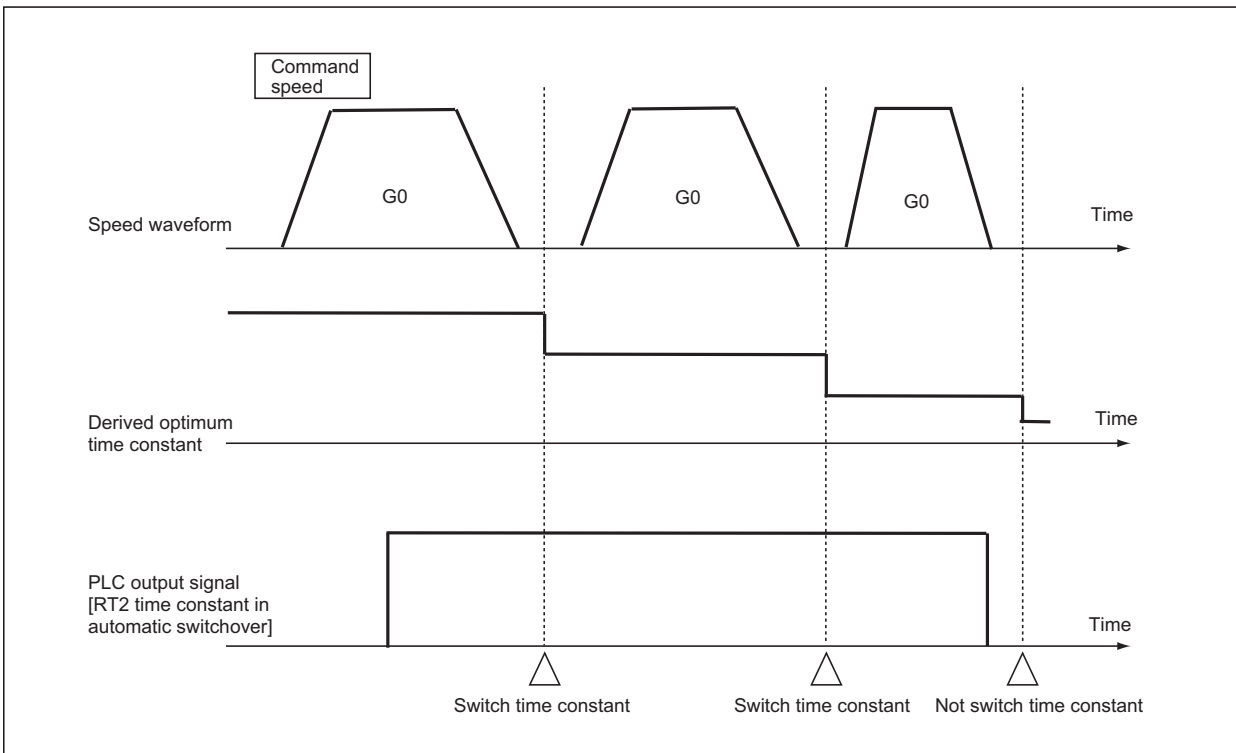 Command
speed
G0
G0
G0
Speed waveform
Time
Derived optimum
time constant
Time
PLC output signal
[RT2 time constant in
automatic switchover]
Time
Switch time constant
Switch time constant
Not switch time constant